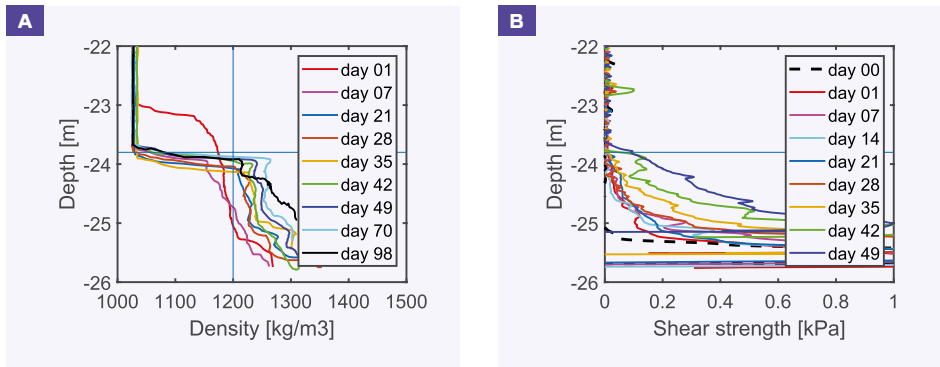 A
-22
-23
-24
-25
-26
Depth [m]
1000 1100 1200 1300 1400 1500
Density [kg/m3]
day 01
day 07
day 21
day 28
day 35
day 42
day 49
day 70
day 98
B
-22
-23
-24
-25
-26
Depth [m]
0 0.2 0.4 0.6 0.8 1
Shear strength [kPa]
day 00
day 01
day 07
day 14
day 21
day 28
day 35
day 42
day 49